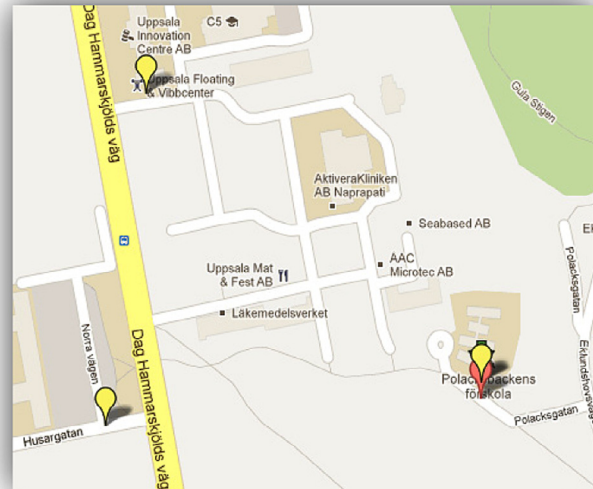 Dag Hammarskjölds väg
Uppsala
Innovation
Centre AB
C5
Uppsala Floating
& Vibbcenter
Gula Stigen
AktiveraKliniken
AB Naprapati
Seabased AB
AAC
Microtec AB
Uppsala Mat
& Fest AB
Läkemedelsverket
Polacksgatan
Eklundshovsväg
Norra vägen
Dag Hammarskjölds väg
Husargatan
Polacksbackens
förskola
Polacksgatan